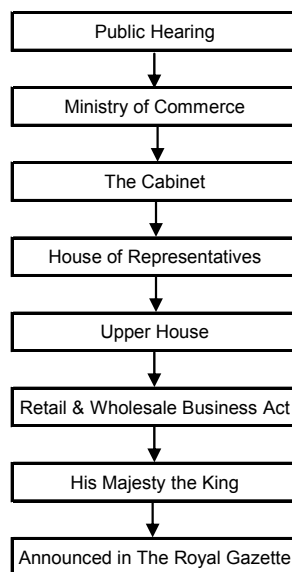 Public Hearing
Ministry of Commerce
The Cabinet
House of Representatives
Upper House
Retail & Wholesale Business Act
His Majesty the King
Announced in The Royal Gazette